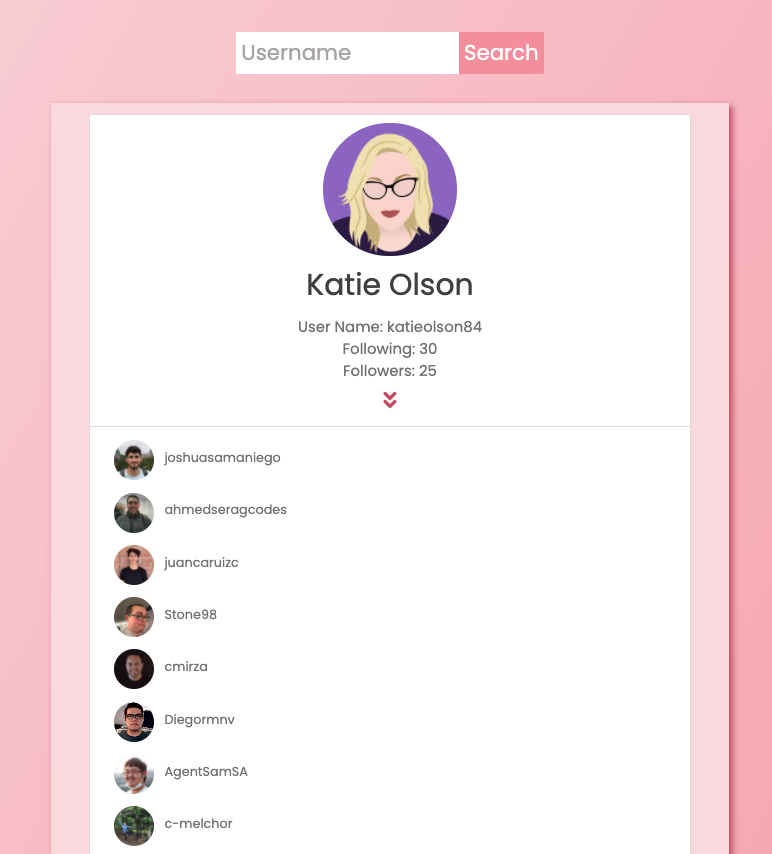 Username Search
Katie Olson
User Name: katieolson84
Following: 30
Followers: 25
joshuasamaniego
ahmedseragcodes
juancaruizc
Stone98
cmirza
Diegormnv
AgentSamSA
c-melchor